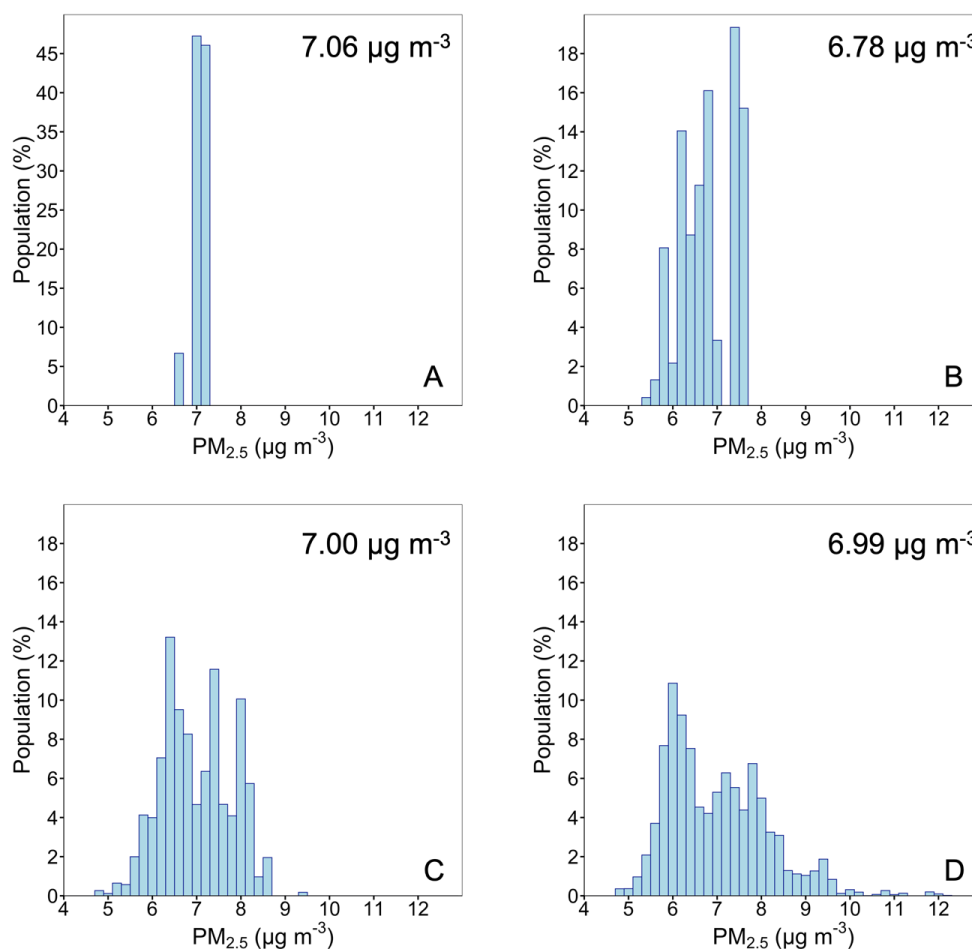 45
40
35
30
25
20
15
10
5
0
Population (%)
7.06 µg m⁻³
A
4 5 6 7 8 9 10 11 12
PM₂.₅ (µg m⁻³)
18
16
14
12
10
8
6
4
2
0
Population (%)
6.78 µg m⁻³
B
4 5 6 7 8 9 10 11 12
PM₂.₅ (µg m⁻³)
18
16
14
12
10
8
6
4
2
0
Population (%)
7.00 µg m⁻³
C
4 5 6 7 8 9 10 11 12
PM₂.₅ (µg m⁻³)
18
16
14
12
10
8
6
4
2
0
Population (%)
6.99 µg m⁻³
D
4 5 6 7 8 9 10 11 12
PM₂.₅ (µg m⁻³)